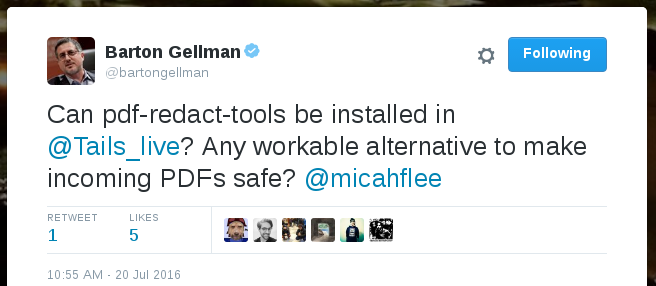 Barton Gellman
@bartongellman
Following
Can pdf-redact-tools be installed in
@Tails_live? Any workable alternative to make
incoming PDFs safe? @micahflee
RETWEET
1
LIKES
5
10:55 AM - 20 Jul 2016